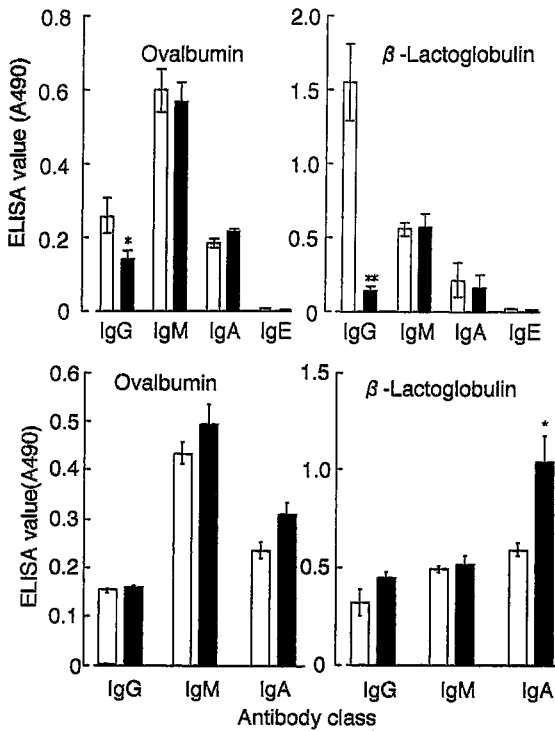 0.8
0.6
0.4
0.2
0
ELISA value (A490)
Ovalbumin
*
IgG IgM IgA IgE
2.0
1.5
1.0
0.5
0
β-Lactoglobulin
**
IgG IgM IgA IgE
0.6
0.5
0.4
0.3
0.2
0.1
0
ELISA value(A490)
Ovalbumin
IgG IgM IgA
1.5
1.0
0.5
0
β-Lactoglobulin
*
IgG IgM IgA
Antibody class